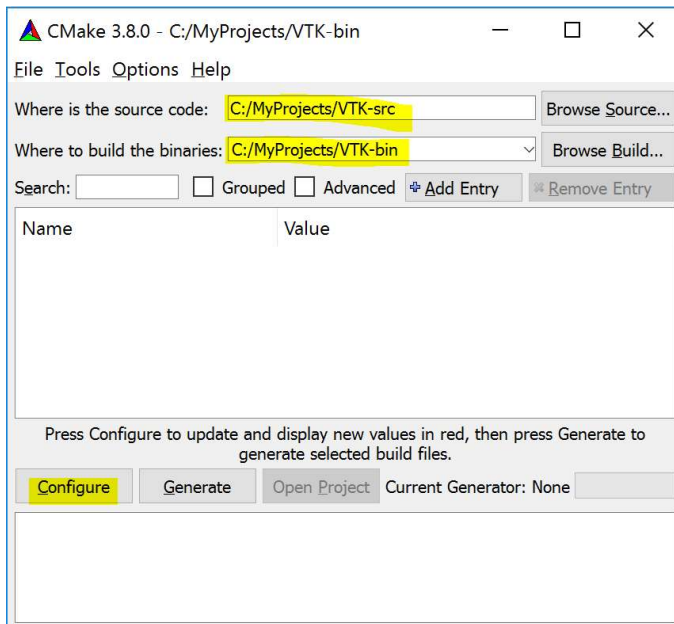 CMake 3.8.0 - C:/MyProjects/VTK-bin
File Tools Options Help
Where is the source code: C:/MyProjects/VTK-src Browse Source...
Where to build the binaries: C:/MyProjects/VTK-bin Browse Build...
Search: Grouped Advanced Add Entry Remove Entry
Name Value
Press Configure to update and display new values in red, then press Generate to
generate selected build files.
Configure Generate Open Project Current Generator: None